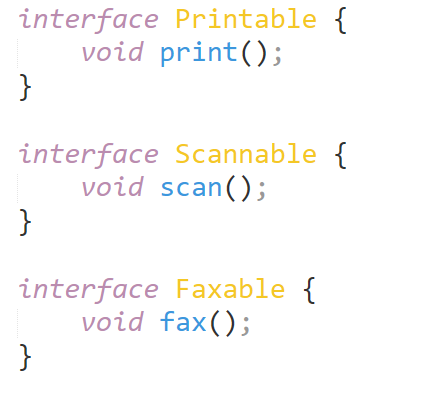 interface Printable {
    void print();
}

interface Scannable {
    void scan();
}

interface Faxable {
    void fax();
}